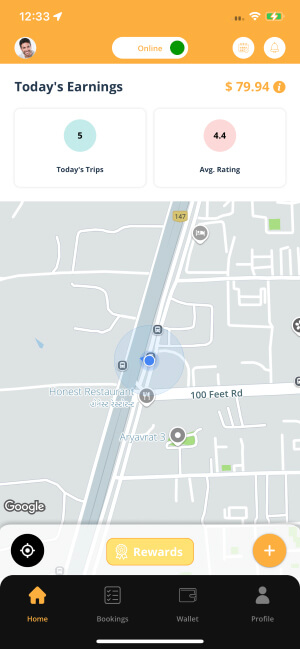 12:33
Online
Today's Earnings
$ 79.94
5
Today's Trips
4.4
Avg. Rating
147
100 Feet Rd
Honest Restaurant
Aryavrat 3
Google
Rewards
Home
Bookings
Wallet
Profile